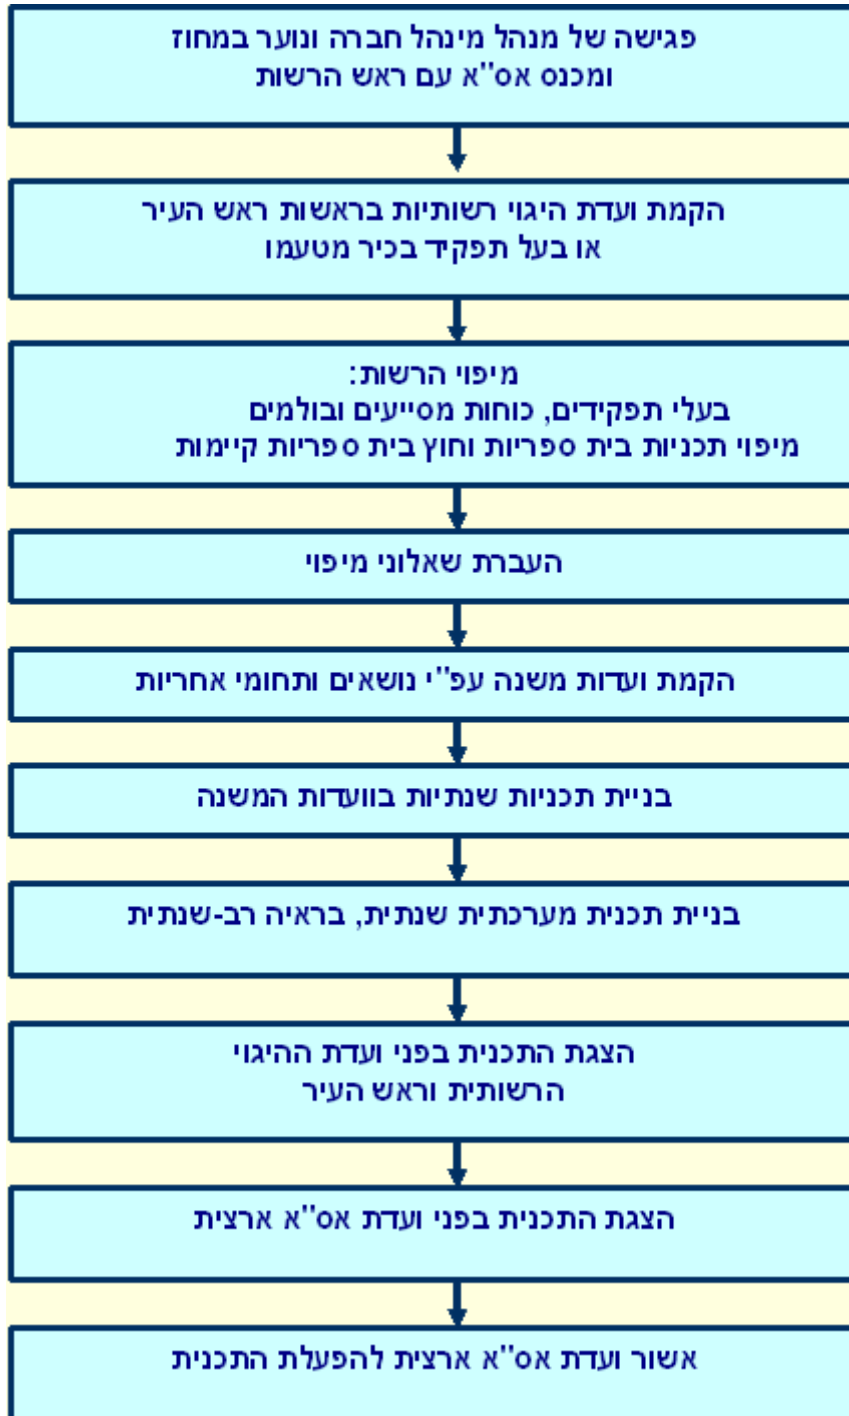 פגישה של מנהל מינהל חברה ונוער במחוז
ומכנס אס"א עם ראש הרשות
הקמת ועדת היגוי רשותיות בראשות ראש העיר
או בעל תפקיד בכיר מטעמו
מיפוי הרשות:
בעלי תפקידים, כוחות מסייעים ובולמים
מיפוי תכניות בית ספריות וחוץ בית ספריות קיימות
העברת שאלוני מיפוי
הקמת ועדות משנה עפ"י נושאים ותחומי אחריות
בניית תכניות שנתיות בוועדות המשנה
בניית תכנית מערכתית שנתית, בראיה רב-שנתית
הצגת התכנית בפני ועדת ההיגוי
הרשותית וראש העיר
הצגת התכנית בפני ועדת אס"א ארצית
אשור ועדת אס"א ארצית להפעלת התכנית